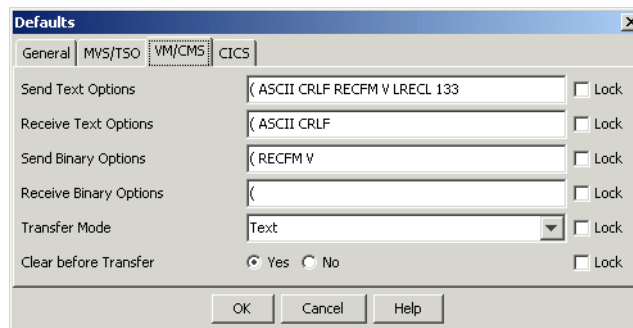 Defaults
General MVS/TSO VM/CMS CICS
Send Text Options ( ASCII CRLF RECFM V LRECL 133 Lock
Receive Text Options ( ASCII CRLF Lock
Send Binary Options ( RECFM V Lock
Receive Binary Options ( Lock
Transfer Mode Text Lock
Clear before Transfer Yes No Lock
OK Cancel Help